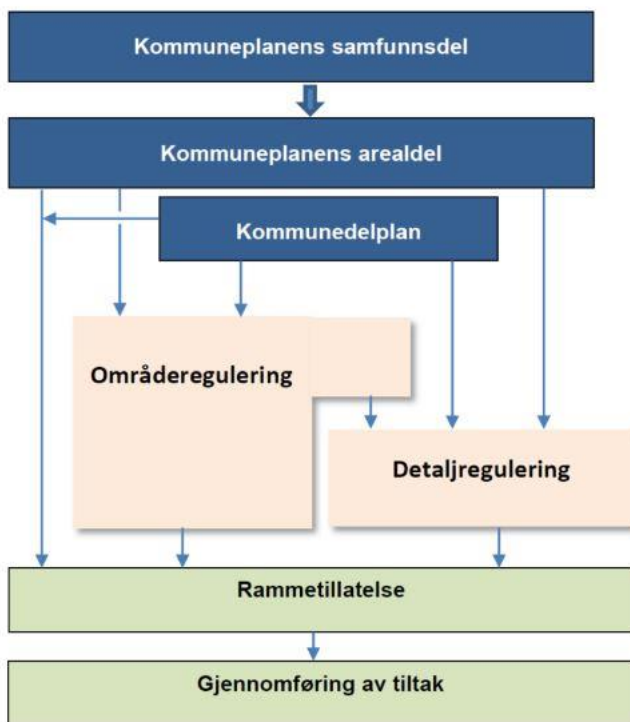 Kommuneplanens samfunnsdel
Kommuneplanens arealdel
Kommunedelplan
Områderegulering
Detaljregulering
Rammetillatelse
Gjennomføring av tiltak